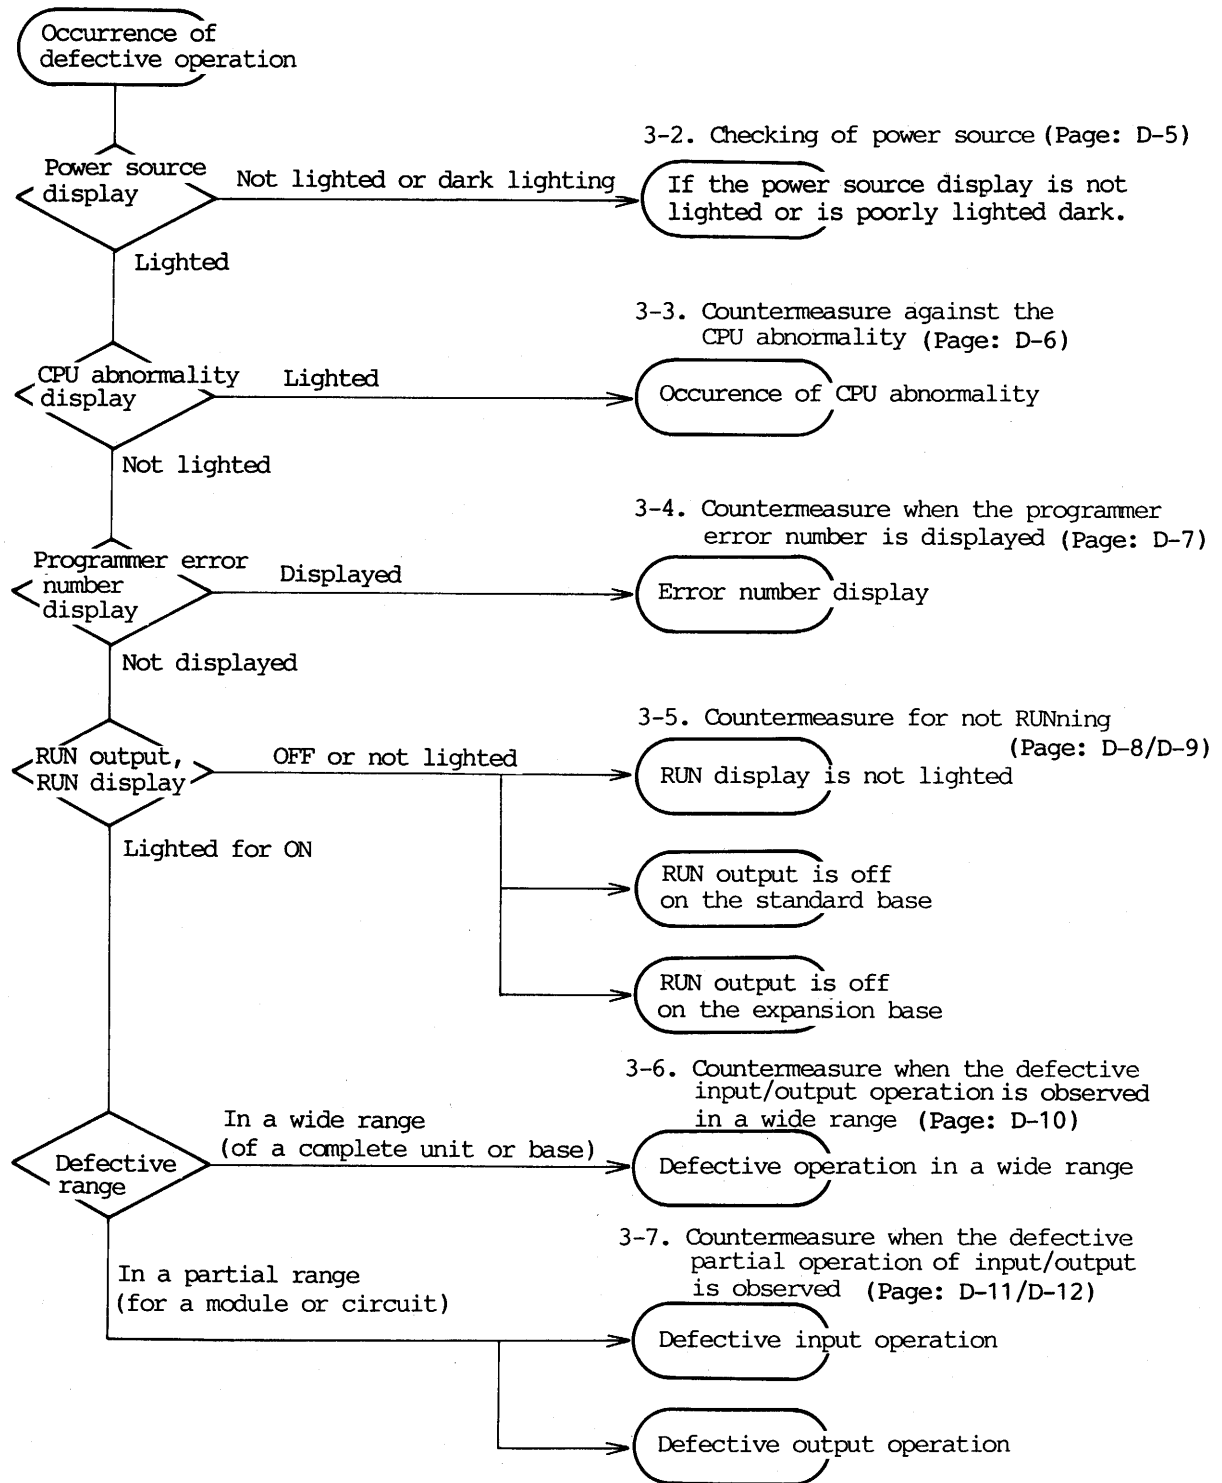 Occurrence of
defective operation
3-2. Checking of power source (Page: D-5)
Power source
display
Not lighted or dark lighting
If the power source display is not
lighted or is poorly lighted dark.
Lighted
3-3. Countermeasure against the
CPU abnormality (Page: D-6)
CPU abnormality
display
Lighted
Occurence of CPU abnormality
Not lighted
3-4. Countermeasure when the programmer
error number is displayed (Page: D-7)
Programmer error
number
display
Displayed
Error number display
Not displayed
3-5. Countermeasure for not RUNning
(Page: D-8/D-9)
RUN output,
RUN display
OFF or not lighted
RUN display is not lighted
Lighted for ON
RUN output is off
on the standard base
RUN output is off
on the expansion base
3-6. Countermeasure when the defective
input/output operation is observed
in a wide range (Page: D-10)
In a wide range
(of a complete unit or base)
Defective
range
Defective operation in a wide range
3-7. Countermeasure when the defective
partial operation of input/output
is observed (Page: D-11/D-12)
In a partial range
(for a module or circuit)
Defective input operation
Defective output operation